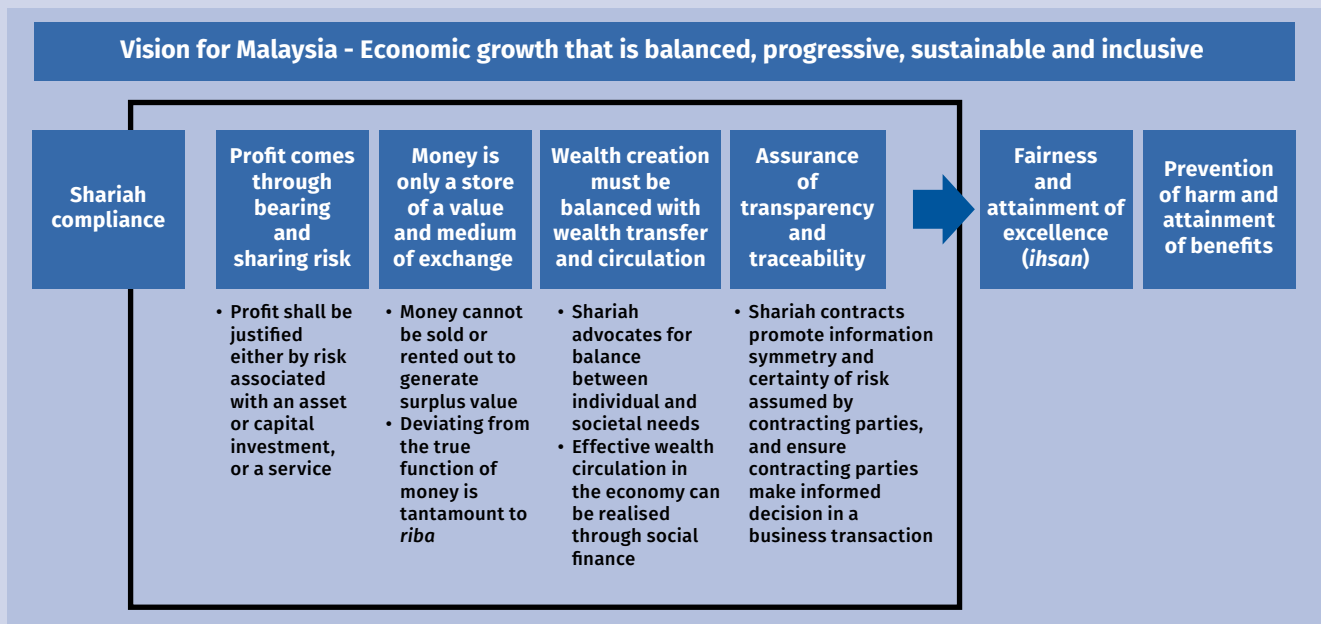 Vision for Malaysia - Economic growth that is balanced, progressive, sustainable and inclusive
Shariah
compliance
Profit comes
through
bearing
and
sharing risk
• Profit shall be
justified
either by risk
associated
with an asset
or capital
investment,
or a service
Money is
only a store
of a value
and medium
of exchange
• Money cannot
be sold or
rented out to
generate
surplus value
• Deviating from
the true
function of
money is
tantamount to
riba
Wealth creation
must be
balanced with
wealth transfer
and circulation
• Shariah
advocates for
balance
between
individual and
societal needs
• Effective wealth
circulation in
the economy can
be realised
through social
finance
Assurance
of
transparency
and
traceability
• Shariah contracts
promote information
symmetry and
certainty of risk
assumed by
contracting parties,
and ensure
contracting parties
make informed
decision in a
business transaction
Fairness
and
attainment of
excellence
(ihsan)
Prevention
of harm and
attainment
of benefits